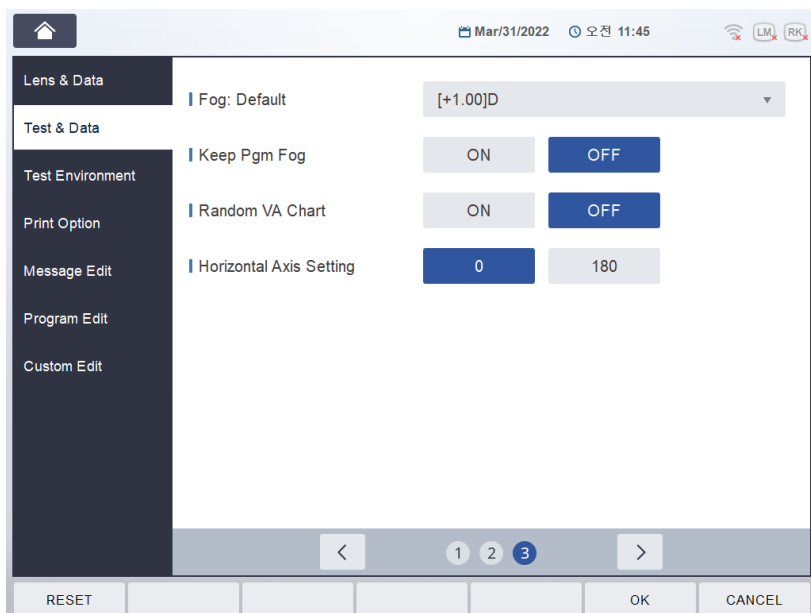 Mar/31/2022 오전 11:45 LM RK
Lens & Data
Test & Data
Test Environment
Print Option
Message Edit
Program Edit
Custom Edit
Fog: Default [+1.00]D
Keep Pgm Fog ON OFF
Random VA Chart ON OFF
Horizontal Axis Setting 0 180
1 2 3
RESET OK CANCEL